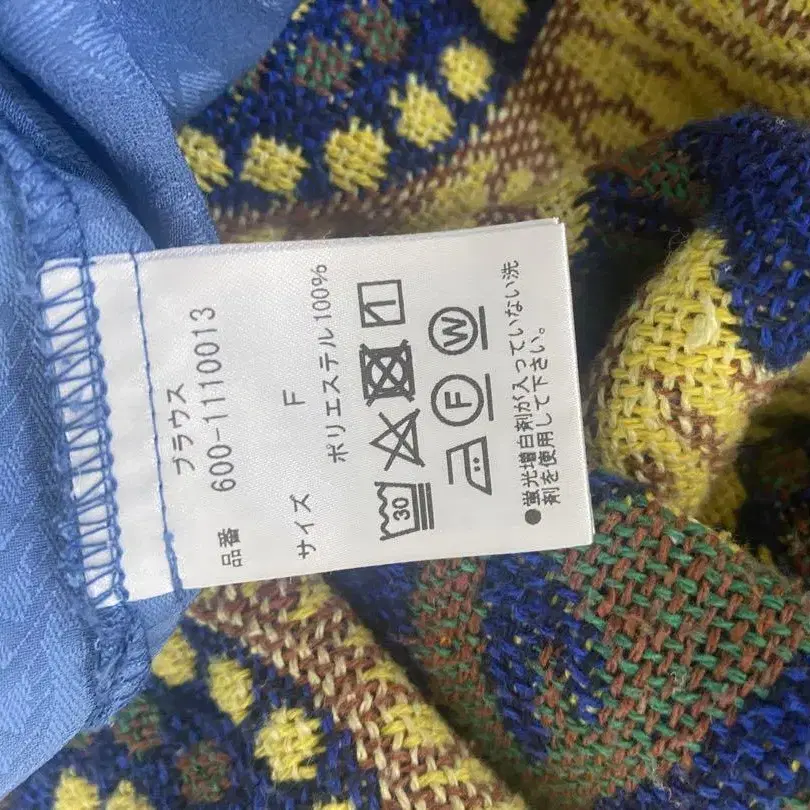 ブラウス
品番 600-1110013
サイズ F
ポリエステル100%
30
F W
●蛍光増白剤が入っていない洗
剤を使用して下さい。